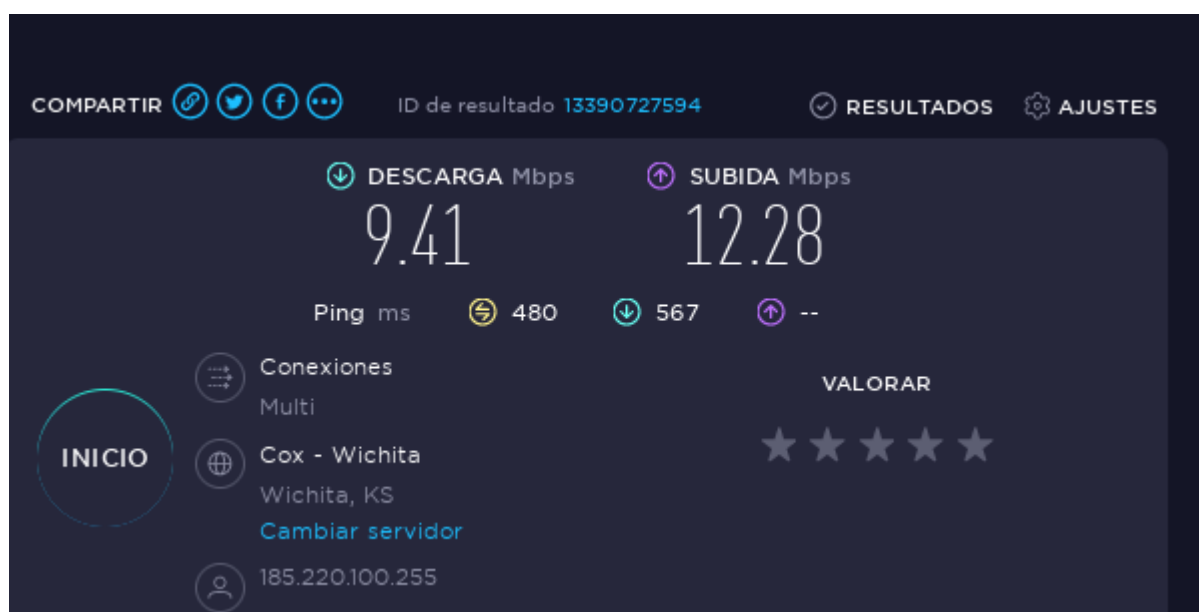 COMPARTIR ID de resultado 13390727594 RESULTADOS AJUSTES
DESCARGA Mbps SUBIDA Mbps
9.41 12.28
Ping ms 480 567 --
Conexiones
Multi
VALORAR
INICIO
Cox - Wichita
Wichita, KS
Cambiar servidor
185.220.100.255